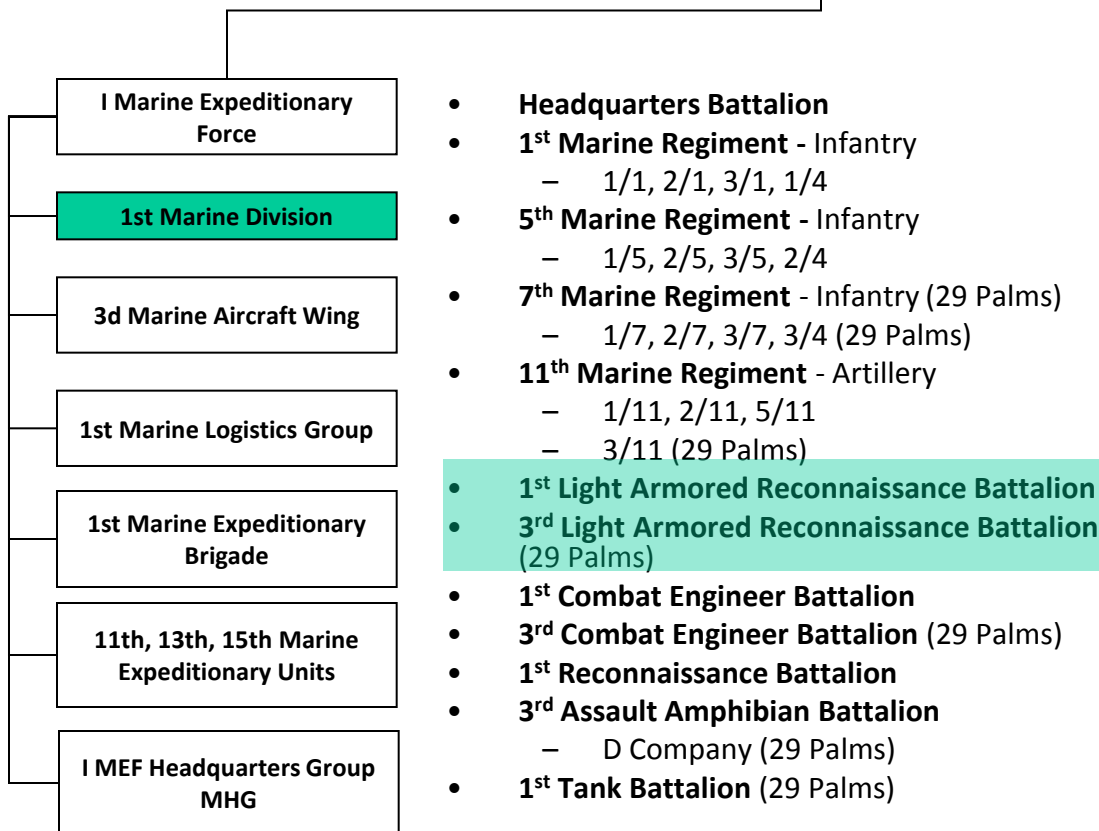 I Marine Expeditionary
Force
1st Marine Division
3d Marine Aircraft Wing
1st Marine Logistics Group
1st Marine Expeditionary
Brigade
11th, 13th, 15th Marine
Expeditionary Units
I MEF Headquarters Group
MHG
• Headquarters Battalion
• 1st Marine Regiment - Infantry
– 1/1, 2/1, 3/1, 1/4
• 5th Marine Regiment - Infantry
– 1/5, 2/5, 3/5, 2/4
• 7th Marine Regiment - Infantry (29 Palms)
– 1/7, 2/7, 3/7, 3/4 (29 Palms)
• 11th Marine Regiment - Artillery
– 1/11, 2/11, 5/11
– 3/11 (29 Palms)
• 1st Light Armored Reconnaissance Battalion
• 3rd Light Armored Reconnaissance Battalion
(29 Palms)
• 1st Combat Engineer Battalion
• 3rd Combat Engineer Battalion (29 Palms)
• 1st Reconnaissance Battalion
• 3rd Assault Amphibian Battalion
– D Company (29 Palms)
• 1st Tank Battalion (29 Palms)